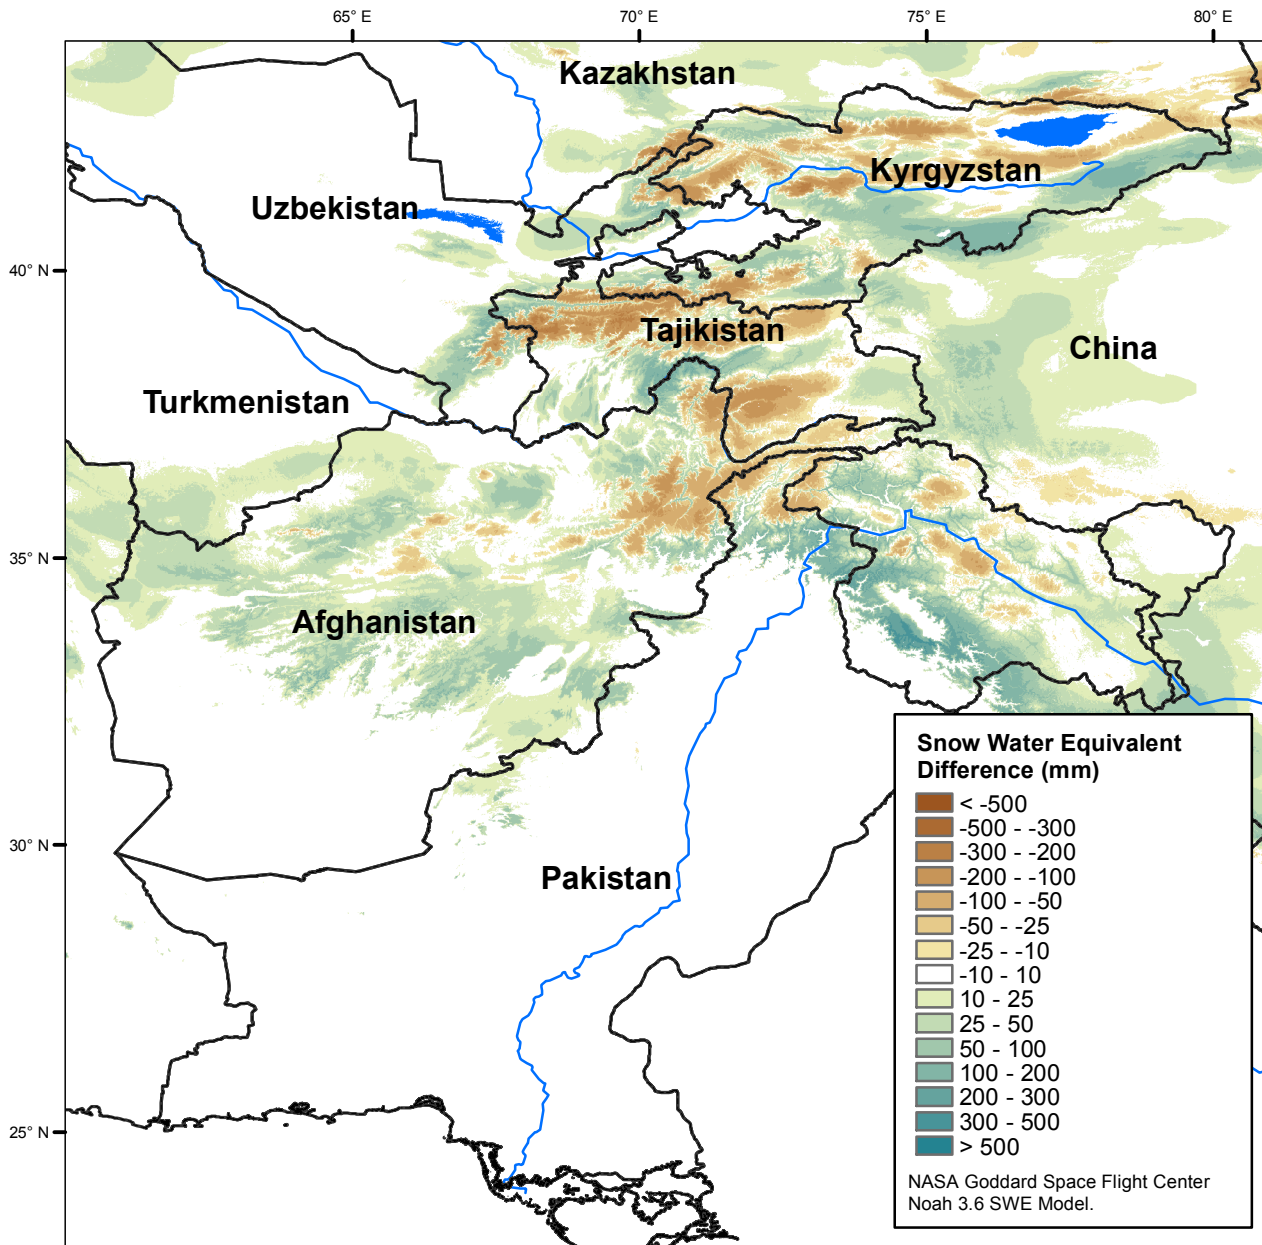 65° E
70° E
75° E
80° E
Kazakhstan
Kyrgyzstan
Uzbekistan
40° N
Tajikistan
China
Turkmenistan
35° N
Afghanistan
30° N
Pakistan
25° N
Snow Water Equivalent
Difference (mm)
< -500
-500 - -300
-300 - -200
-200 - -100
-100 - -50
-50 - -25
-25 - -10
-10 - 10
10 - 25
25 - 50
50 - 100
100 - 200
200 - 300
300 - 500
> 500
NASA Goddard Space Flight Center
Noah 3.6 SWE Model.